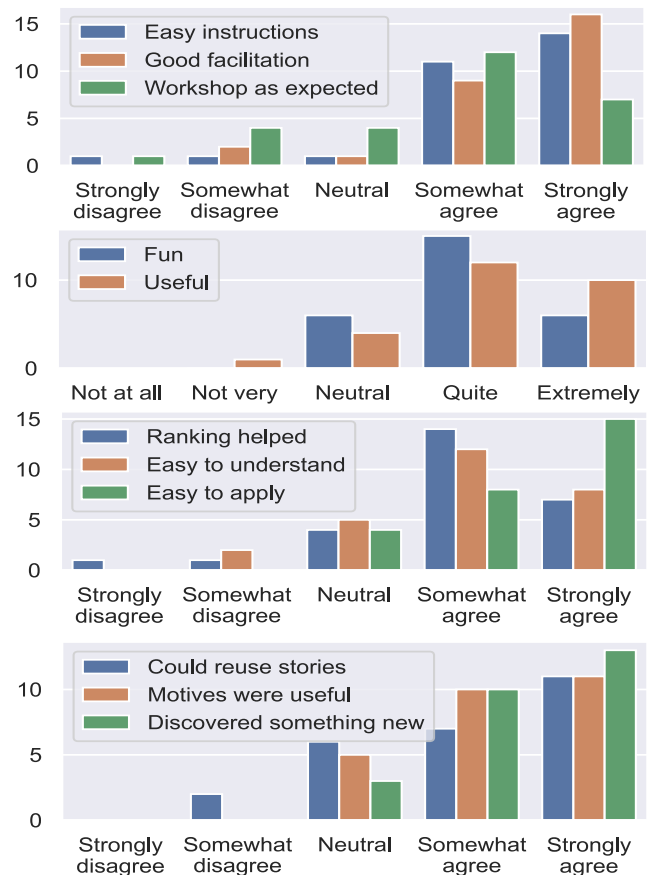 15
Easy instructions
Good facilitation
10
Workshop as expected
5
0
Strongly disagree
Somewhat disagree
Neutral
Somewhat agree
Strongly agree
Fun
Useful
10
0
Not at all
Not very
Neutral
Quite
Extremely
15
Ranking helped
Easy to understand
10
Easy to apply
5
0
Strongly disagree
Somewhat disagree
Neutral
Somewhat agree
Strongly agree
Could reuse stories
10
Motives were useful
Discovered something new
5
0
Strongly disagree
Somewhat disagree
Neutral
Somewhat agree
Strongly agree